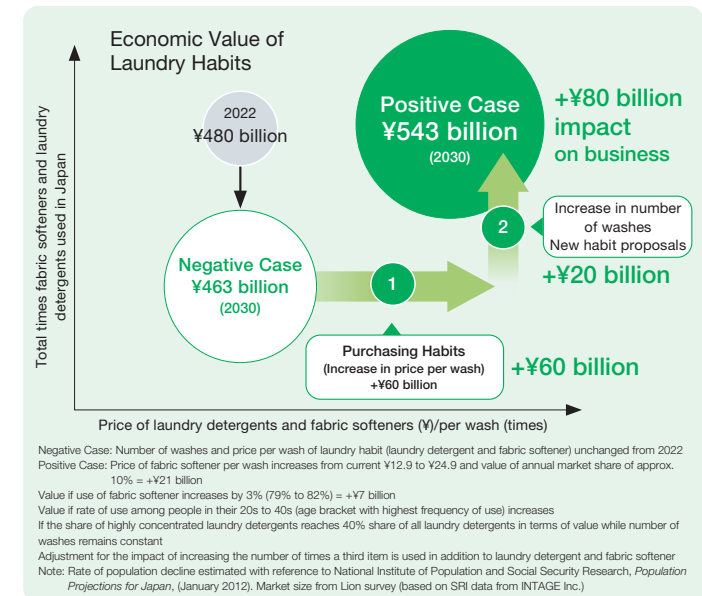 Economic Value of
Laundry Habits
Total times fabric softeners and laundry
detergents used in Japan
2022
¥480 billion
Positive Case
¥543 billion
(2030)
+¥80 billion
impact
on business
2
Increase in number
of washes
New habit proposals
+¥20 billion
Negative Case
¥463 billion
(2030)
1
Purchasing Habits
(Increase in price per wash)
+¥60 billion
+¥60 billion
Price of laundry detergents and fabric softeners (¥)/per wash (times)
Negative Case: Number of washes and price per wash of laundry habit (laundry detergent and fabric softener) unchanged from 2022
Positive Case: Price of fabric softener per wash increases from current ¥12.9 to ¥24.9 and value of annual market share of approx.
10% = +¥21 billion
Value if use of fabric softener increases by 3% (79% to 82%) = +¥7 billion
Value if rate of use among people in their 20s to 40s (age bracket with highest frequency of use) increases
If the share of highly concentrated laundry detergents reaches 40% share of all laundry detergents in terms of value while number of
washes remains constant
Adjustment for the impact of increasing the number of times a third item is used in addition to laundry detergent and fabric softener
Note: Rate of population decline estimated with reference to National Institute of Population and Social Security Research, Population
Projections for Japan, (January 2012). Market size from Lion survey (based on SRI data from INTAGE Inc.)